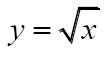 y = √x